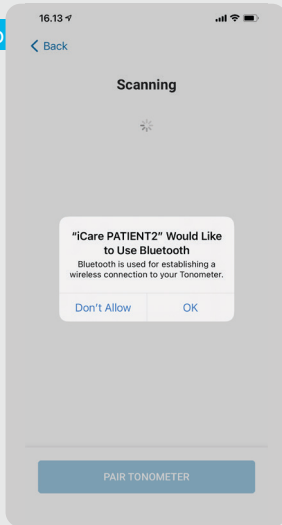 16.13
Back
Scanning
“iCare PATIENT2” Would Like
to Use Bluetooth
Bluetooth is used for establishing a
wireless connection to your Tonometer.
Don't Allow
OK
PAIR TONOMETER